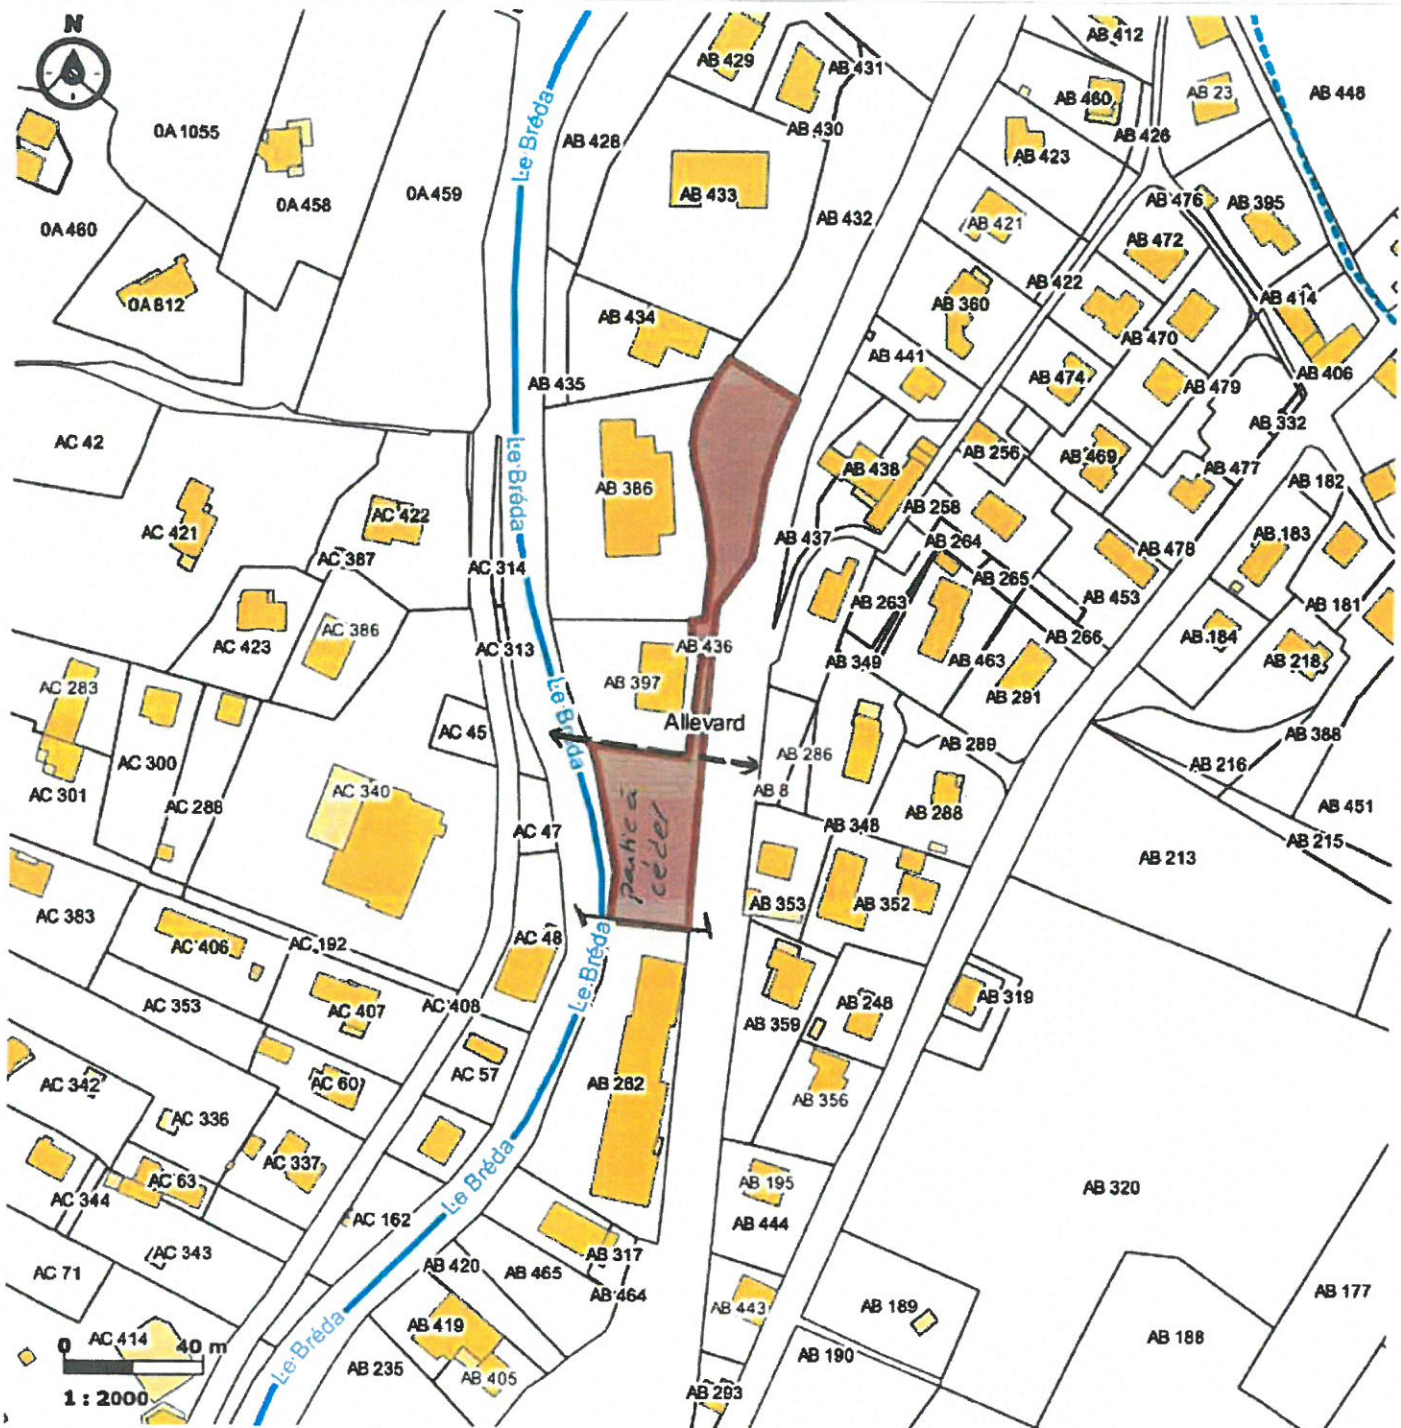 N
AB 412
AB 429
AB 431
AB 460
AB 23
AB 448
0A 1055
AB 428
AB 430
AB 426
AB 423
Le Bréda
0A 458
0A 459
AB 433
AB 432
AB 421
AB 476
AB 395
0A 460
AB 472
AB 422
0A 812
AB 434
AB 360
AB 414
AB 470
AB 441
AB 474
AB 406
AB 435
AB 479
AB 332
AC 42
AB 256
AB 469
AB 438
AB 477
AB 182
Le Bréda
AB 386
AB 258
AC 422
AC 421
AB 437
AB 264
AB 183
AC 387
AB 478
AC 314
AB 265
AB 453
AB 263
AB 181
AC 386
AB 266
AB 184
AC 423
AC 313
AB 436
AB 349
AB 463
AB 218
AC 283
AB 397
AB 291
Le Bréda
Allevard
AC 45
AB 388
AB 289
AB 286
AC 300
AB 216
AC 301
AC 340
AB 8
AC 288
AB 288
AB 451
AB 348
AC 47
AB 215
partie à
céder
AB 213
AC 383
AB 353
AB 352
AC 48
AC 406
AC 192
Le Bréda
AC 353
AC 408
AC 407
AB 319
AB 248
AB 359
AC 57
AC 342
AC 60
AB 282
AB 356
AC 336
AC 337
Le Bréda
AC 63
AB 195
AB 320
AC 344
AC 162
AB 444
AC 343
AB 317
AB 420
AB 465
AC 71
AB 464
AB 177
AB 443
AB 189
AB 419
AC 414
0 40 m
AB 188
Le Bréda
AB 190
AB 235
AB 405
1 : 2000
AB 293